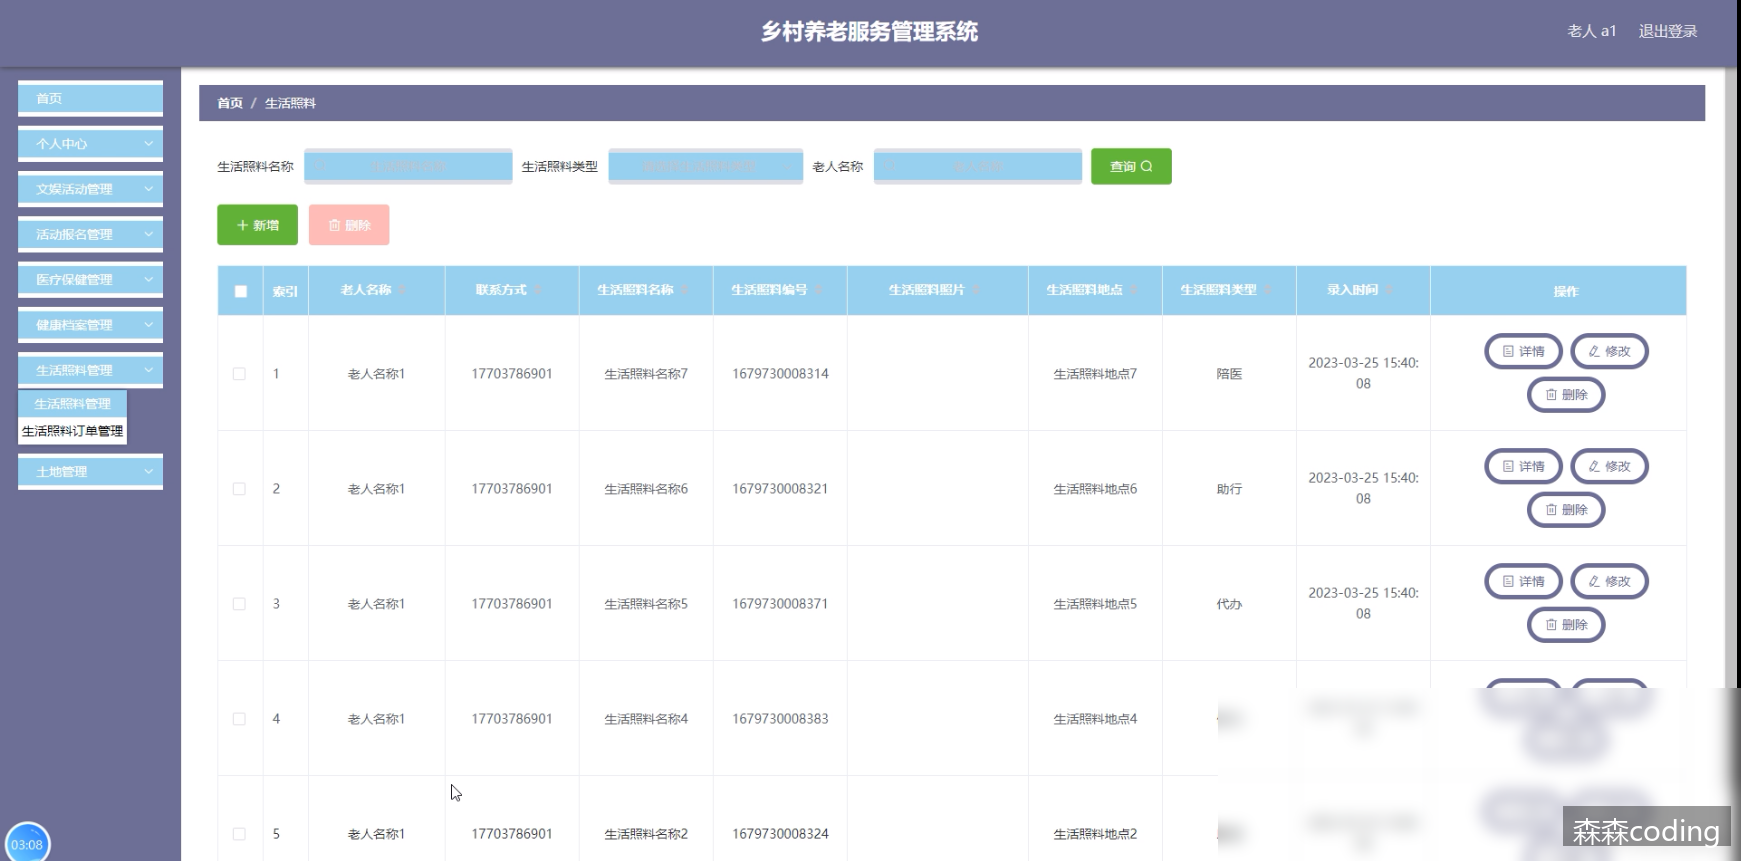 乡村养老服务管理系统
老人 a1 退出登录
首页
个人中心
文娱活动管理
活动报名管理
医疗保健管理
健康档案管理
生活照料管理
生活照料管理
生活照料订单管理
土地管理
首页 / 生活照料
生活照料名称 生活照料类型 老人名称 查询
新增 删除
索引 老人名称 联系方式 生活照料名称 生活照料编号 生活照料照片 生活照料地点 生活照料类型 录入时间 操作
1 老人名称1 17703786901 生活照料名称7 1679730008314 生活照料地点7 陪医 2023-03-25 15:40:
08
详情 修改
删除
2 老人名称1 17703786901 生活照料名称6 1679730008321 生活照料地点6 助行 2023-03-25 15:40:
08
详情 修改
删除
3 老人名称1 17703786901 生活照料名称5 1679730008371 生活照料地点5 代办 2023-03-25 15:40:
08
详情 修改
删除
4 老人名称1 17703786901 生活照料名称4 1679730008383 生活照料地点4
5 老人名称1 17703786901 生活照料名称2 1679730008324 生活照料地点2
03:08
森森coding